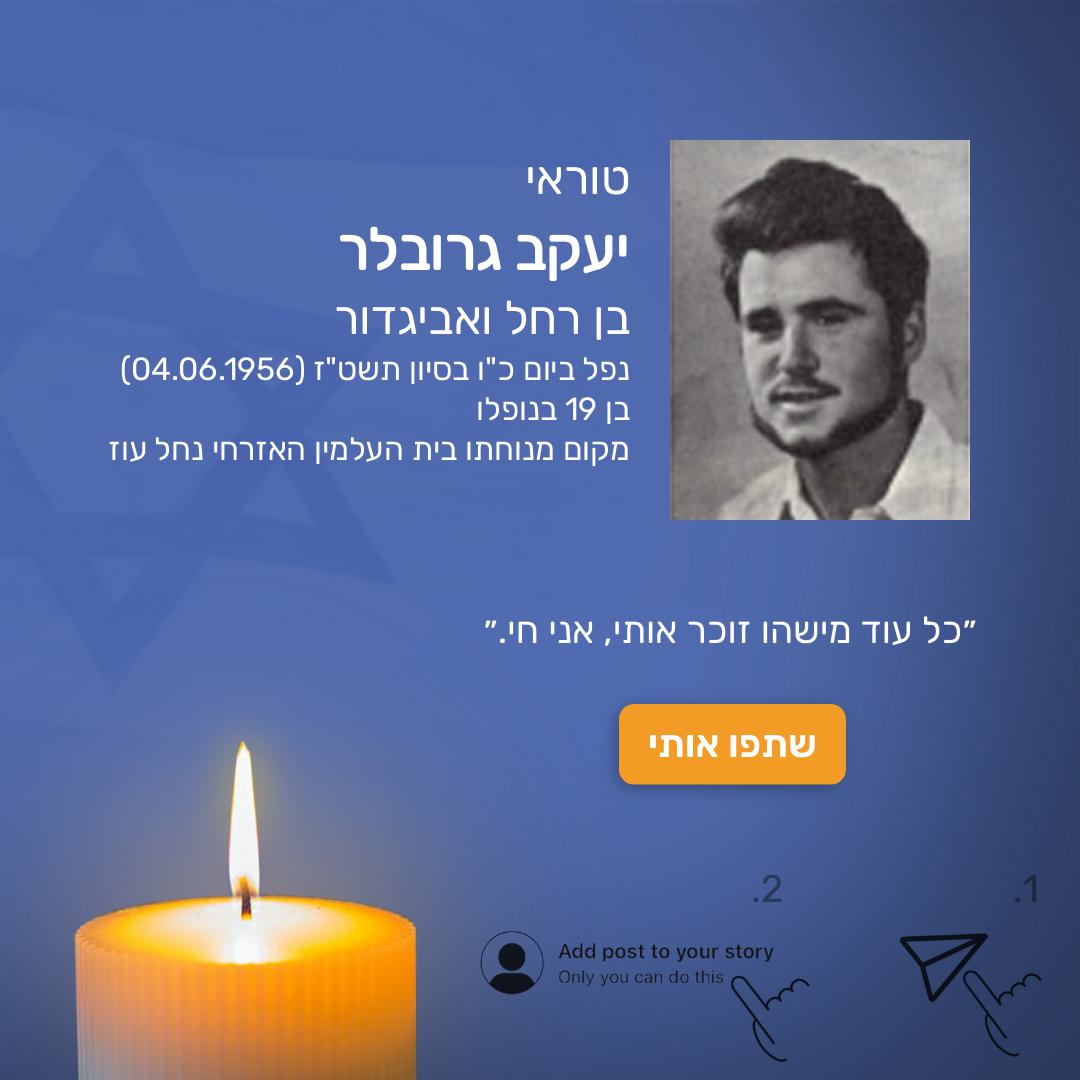 טוראי
יעקב גרובלר
בן רחל ואביגדור
נפל ביום כ"ו בסיון תשט"ז (04.06.1956)
בן 19 בנופלו
מקום מנוחתו בית העלמין האזרחי נחל עוז
״כל עוד מישהו זוכר אותי, אני חי.״
שתפו אותי
.1
.2
Add post to your story
Only you can do this